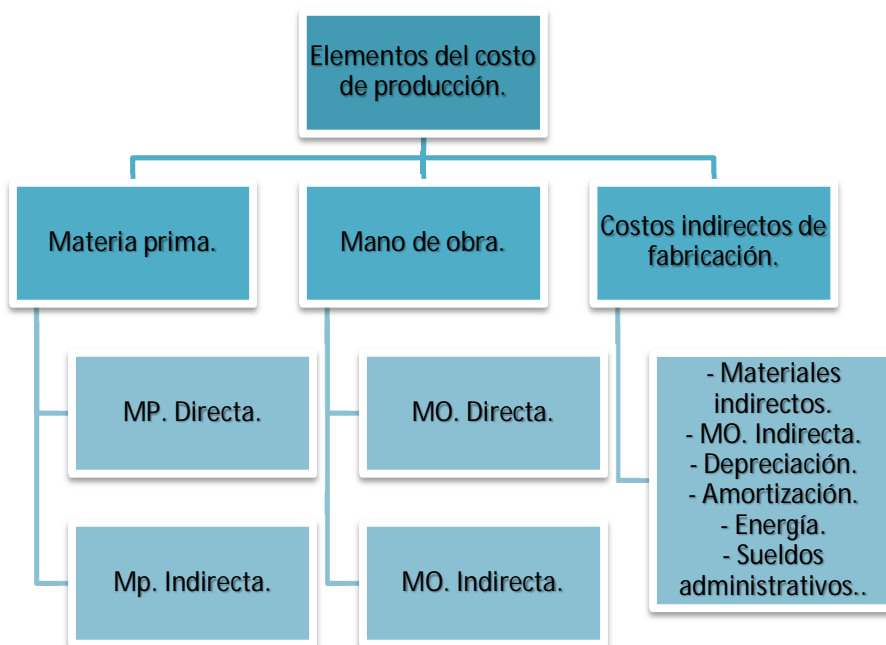 Elementos del costo
de producción.
Materia prima.
Mano de obra.
Costos indirectos de
fabricación.
MP. Directa.
MO. Directa.
- Materiales
indirectos.
- MO. Indirecta.
- Depreciación.
- Amortización.
- Energía.
- Sueldos
administrativos..
Mp. Indirecta.
MO. Indirecta.